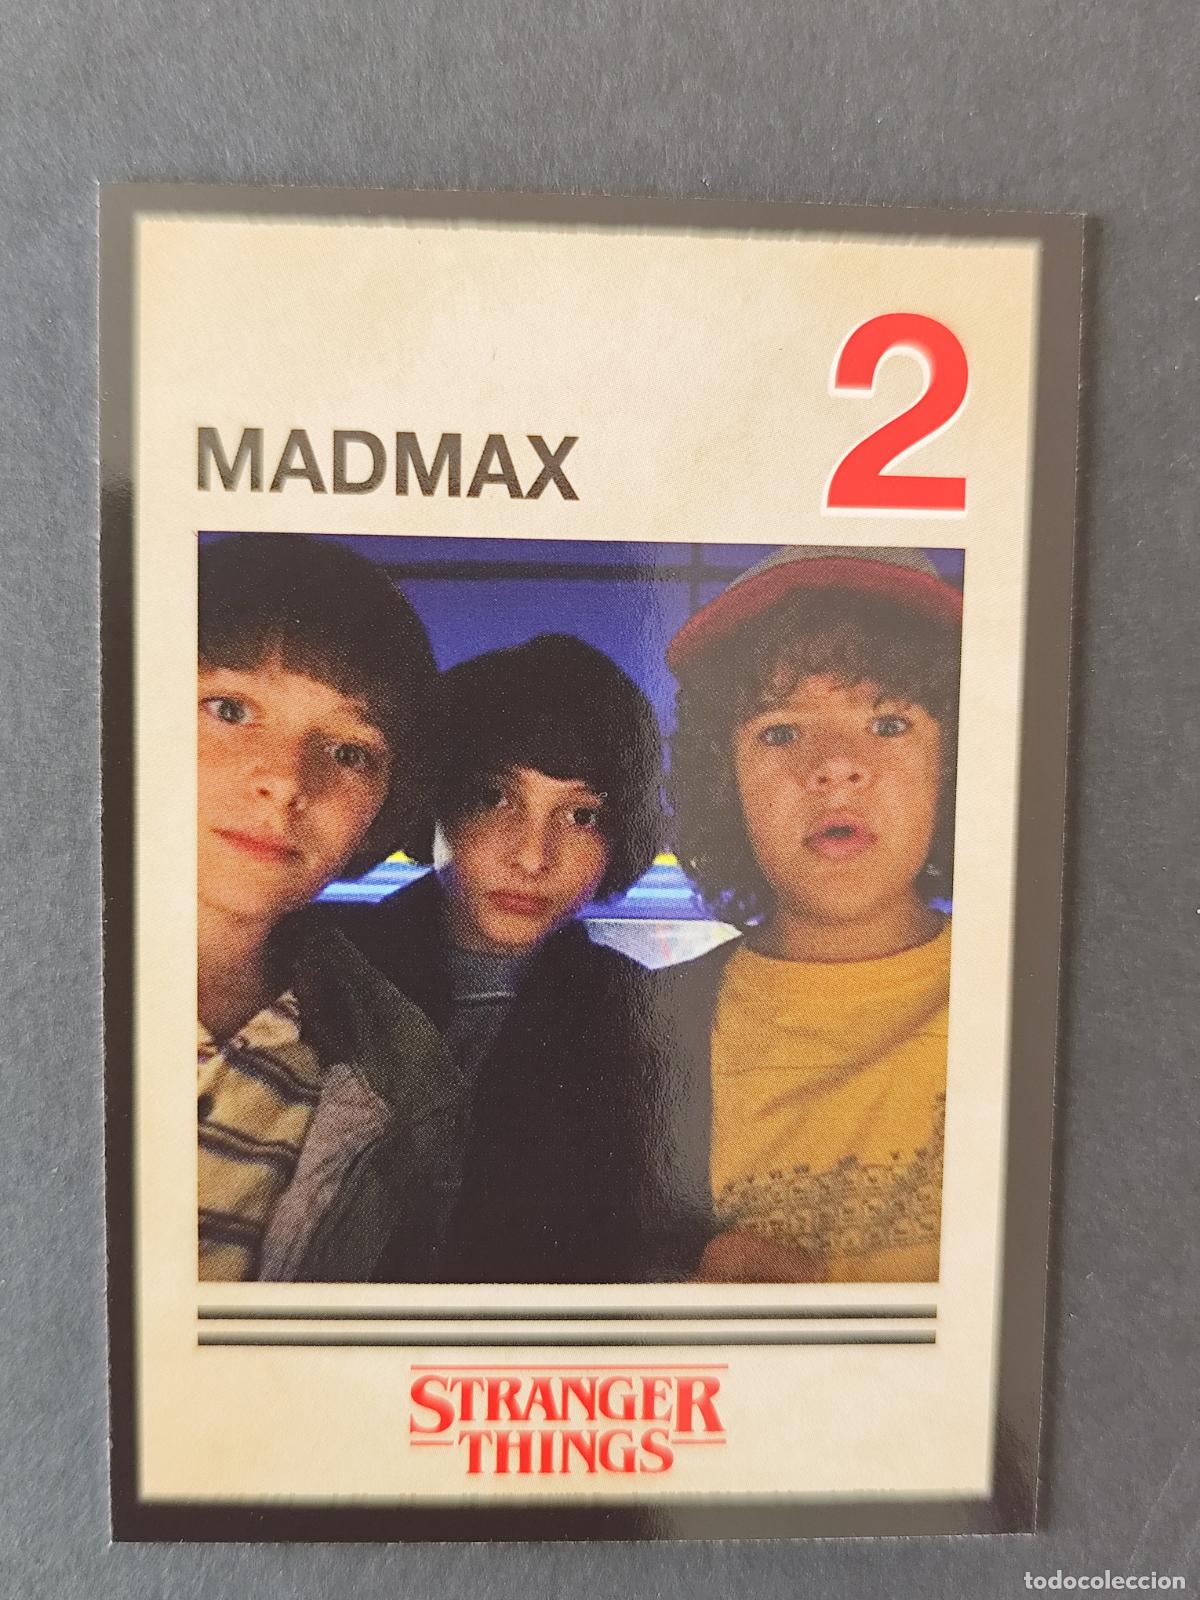 2
MADMAX
STRANGER
THINGS
todocoleccion